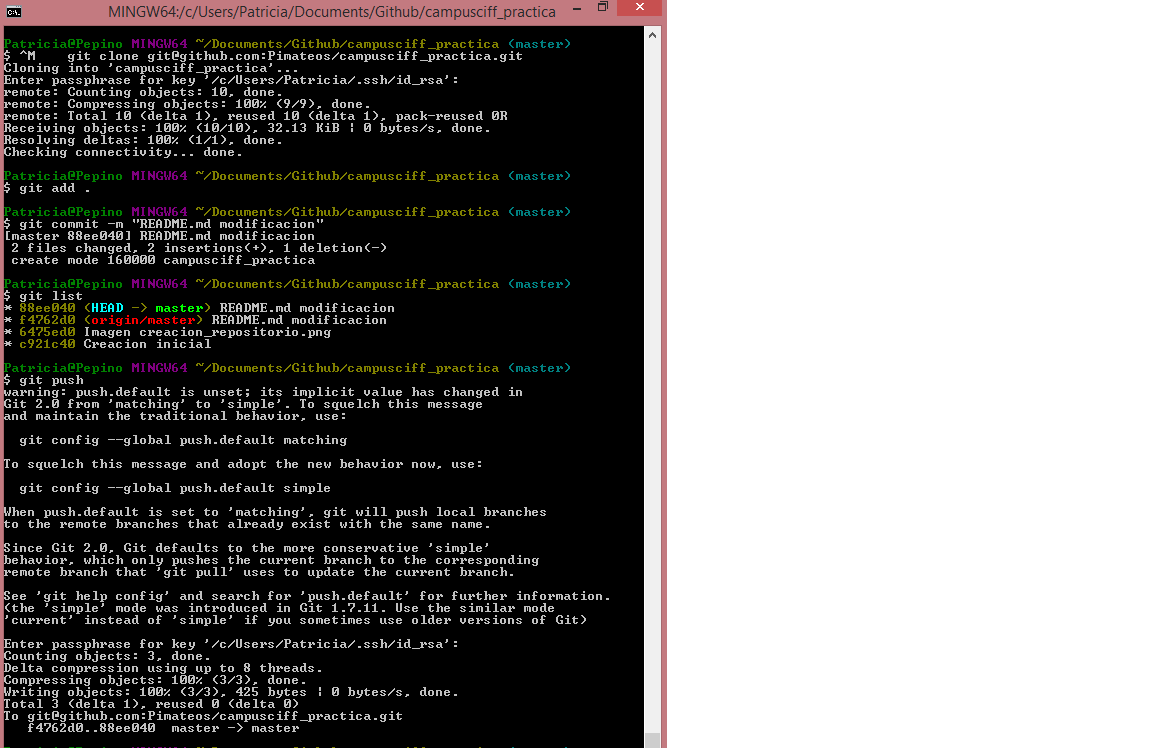 MINGW64:/c/Users/Patricia/Documents/Github/campusciff_practica
Patricia@Pepino MINGW64 ~/Documents/Github/campusciff_practica (master)
$ ^M    git clone git@github.com:Pimateos/campusciff_practica.git
Cloning into 'campusciff_practica'...
Enter passphrase for key '/c/Users/Patricia/.ssh/id_rsa':
remote: Counting objects: 10, done.
remote: Compressing objects: 100% (9/9), done.
remote: Total 10 (delta 1), reused 10 (delta 1), pack-reused 0R
Receiving objects: 100% (10/10), 32.13 KiB | 0 bytes/s, done.
Resolving deltas: 100% (1/1), done.
Checking connectivity... done.
Patricia@Pepino MINGW64 ~/Documents/Github/campusciff_practica (master)
$ git add .
Patricia@Pepino MINGW64 ~/Documents/Github/campusciff_practica (master)
$ git commit -m "README.md modificacion"
[master 88ee040] README.md modificacion
 2 files changed, 2 insertions(+), 1 deletion(-)
 create mode 160000 campusciff_practica
Patricia@Pepino MINGW64 ~/Documents/Github/campusciff_practica (master)
$ git list
* 88ee040 (HEAD -> master) README.md modificacion
* f4762d0 (origin/master) README.md modificacion
* 6475ed0 Imagen creacion_repositorio.png
* c921c40 Creacion inicial
Patricia@Pepino MINGW64 ~/Documents/Github/campusciff_practica (master)
$ git push
warning: push.default is unset; its implicit value has changed in
Git 2.0 from 'matching' to 'simple'. To squelch this message
and maintain the traditional behavior, use:
  git config --global push.default matching
To squelch this message and adopt the new behavior now, use:
  git config --global push.default simple
When push.default is set to 'matching', git will push local branches
to the remote branches that already exist with the same name.
Since Git 2.0, Git defaults to the more conservative 'simple'
behavior, which only pushes the current branch to the corresponding
remote branch that 'git pull' uses to update the current branch.
See 'git help config' and search for 'push.default' for further information.
(the 'simple' mode was introduced in Git 1.7.11. Use the similar mode
'current' instead of 'simple' if you sometimes use older versions of Git)
Enter passphrase for key '/c/Users/Patricia/.ssh/id_rsa':
Counting objects: 3, done.
Delta compression using up to 8 threads.
Compressing objects: 100% (3/3), done.
Writing objects: 100% (3/3), 425 bytes | 0 bytes/s, done.
Total 3 (delta 1), reused 0 (delta 0)
To git@github.com:Pimateos/campusciff_practica.git
   f4762d0..88ee040  master -> master